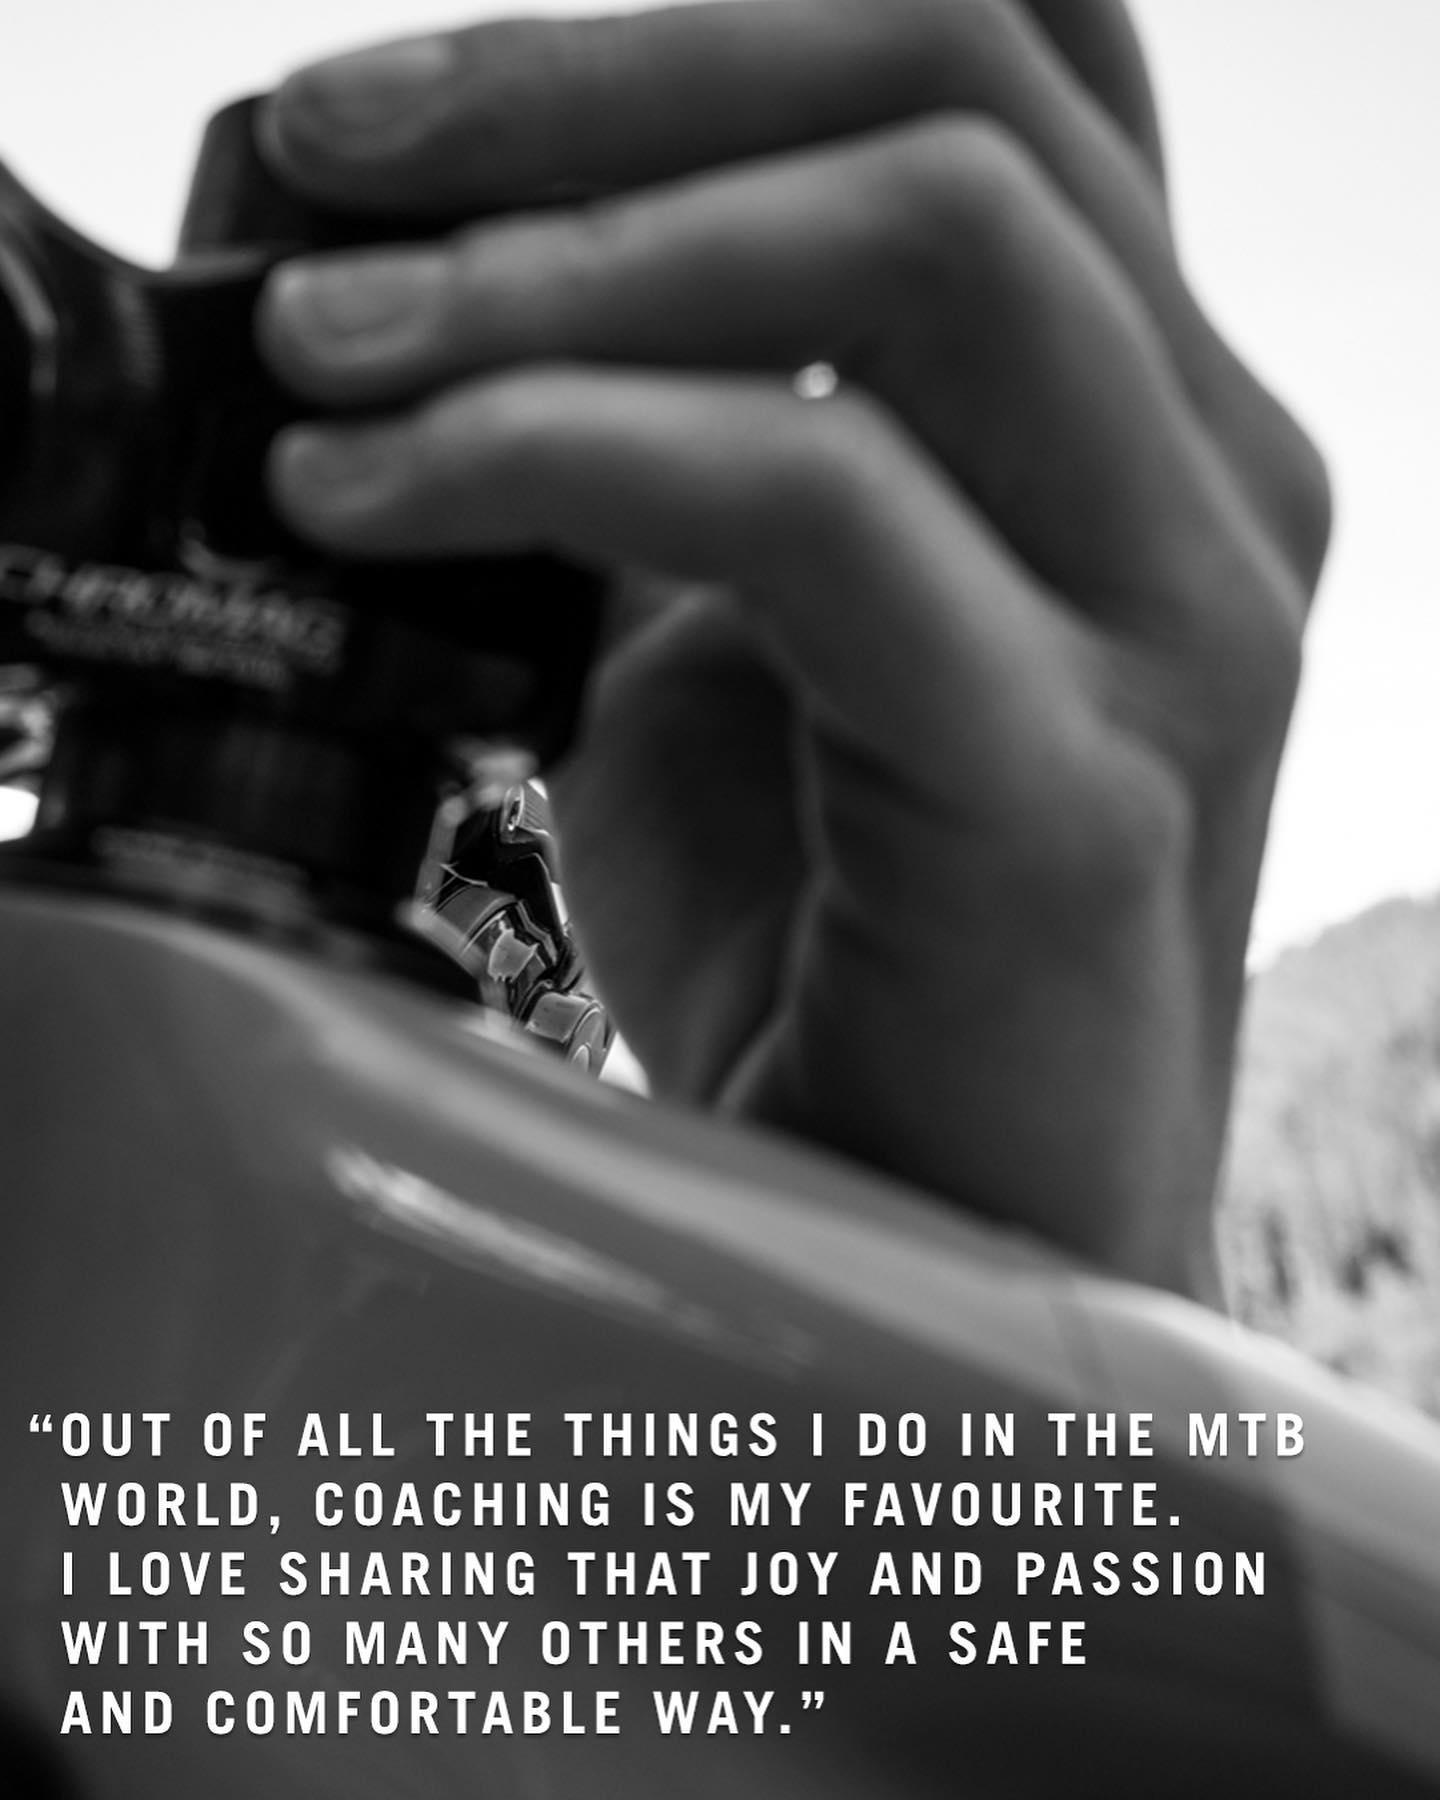 CHROMAG
“OUT OF ALL THE THINGS I DO IN THE MTB
WORLD, COACHING IS MY FAVOURITE.
I LOVE SHARING THAT JOY AND PASSION
WITH SO MANY OTHERS IN A SAFE
AND COMFORTABLE WAY.”